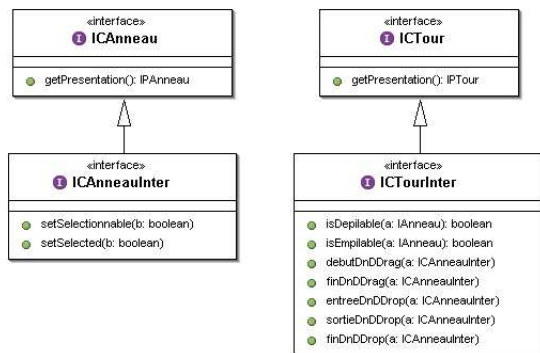 «interface»
I ICAnneau
getPresentation(): IPAnneau
«interface»
I ICAnneauInter
setSelectionnable(b: boolean)
setSelected(b: boolean)
«interface»
I ICTour
getPresentation(): IPTour
«interface»
I ICTourInter
isDepilable(a: IAnneau): boolean
isEmpilable(a: IAnneau): boolean
debutDnDDrag(a: ICAnneauInter)
finDnDDrag(a: ICAnneauInter)
entreeDnDDrop(a: ICAnneauInter)
sortieDnDDrop(a: ICAnneauInter)
finDnDDrop(a: ICAnneauInter)